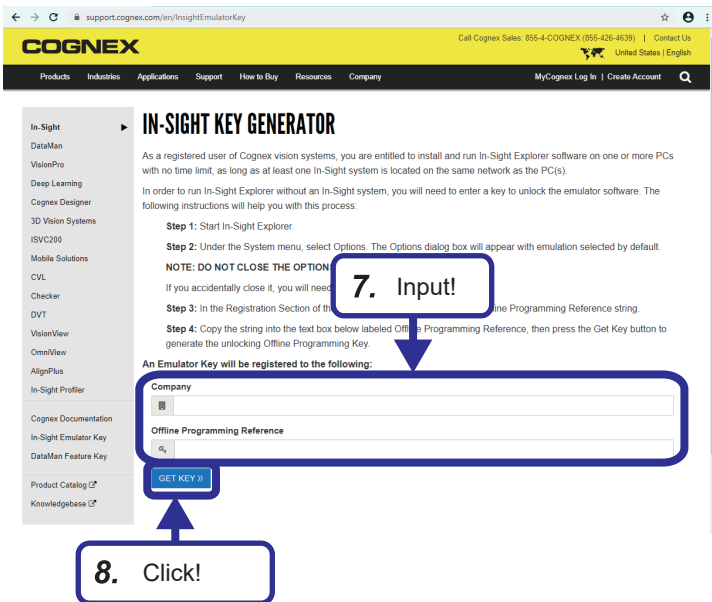 support.cognex.com/en/InsightEmulatorKey
COGNEX
Call Cognex Sales: 855-4-COGNEX (855-426-4639) | Contact Us
United States | English
Products Industries Applications Support How to Buy Resources Company MyCognex Log In | Create Account
In-Sight
DataMan
VisionPro
Deep Learning
Cognex Designer
3D Vision Systems
ISVC200
Mobile Solutions
CVL
Checker
DVT
VisionView
OmniView
AlignPlus
In-Sight Profiler
Cognex Documentation
In-Sight Emulator Key
DataMan Feature Key
Product Catalog
Knowledgebase
IN-SIGHT KEY GENERATOR
As a registered user of Cognex vision systems, you are entitled to install and run In-Sight Explorer software on one or more PCs
with no time limit, as long as at least one In-Sight system is located on the same network as the PC(s).
In order to run In-Sight Explorer without an In-Sight system, you will need to enter a key to unlock the emulator software. The
following instructions will help you with this process:
Step 1: Start In-Sight Explorer.
Step 2: Under the System menu, select Options. The Options dialog box will appear with emulation selected by default.
NOTE: DO NOT CLOSE THE OPTION
If you accidentally close it, you will need
Step 3: In the Registration Section of the line Programming Reference string.
Step 4: Copy the string into the text box below labeled Offline Programming Reference, then press the Get Key button to
generate the unlocking Offline Programming Key.
An Emulator Key will be registered to the following:
7. Input!
Company
Offline Programming Reference
GET KEY »
8. Click!